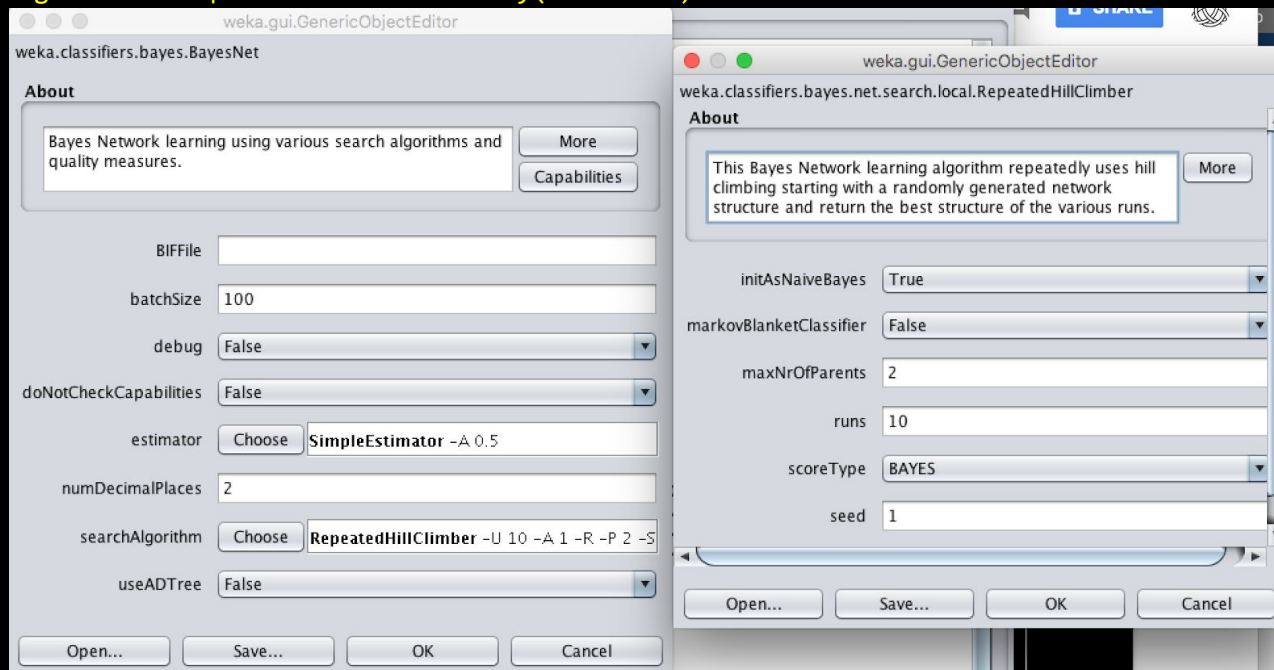 weka.gui.GenericObjectEditor
weka.classifiers.bayes.BayesNet
About
Bayes Network learning using various search algorithms and
quality measures.
More
Capabilities
BIFFile
batchSize 100
debug False
doNotCheckCapabilities False
estimator Choose SimpleEstimator -A 0.5
numDecimalPlaces 2
searchAlgorithm Choose RepeatedHillClimber -U 10 -A 1 -R -P 2 -S
useADTree False
Open... Save... OK Cancel
SHARE
weka.gui.GenericObjectEditor
weka.classifiers.bayes.net.search.local.RepeatedHillClimber
About
This Bayes Network learning algorithm repeatedly uses hill
climbing starting with a randomly generated network
structure and return the best structure of the various runs.
More
initAsNaiveBayes True
markovBlanketClassifier False
maxNrOfParents 2
runs 10
scoreType BAYES
seed 1
Open... Save... OK Cancel